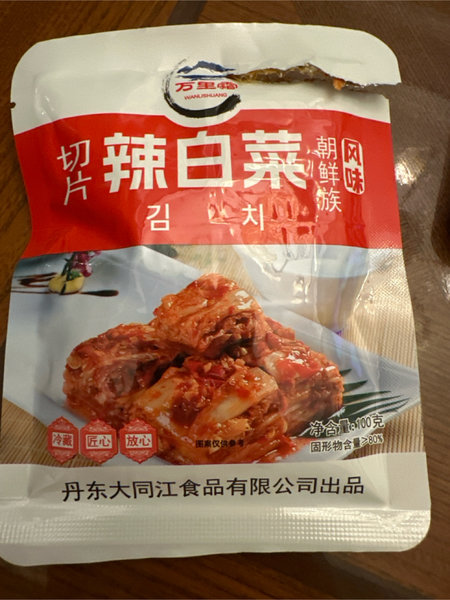 万里霜
WANLISHUANG
切片
辣白菜
朝鲜族
风味
김치
冷藏
匠心
放心
图案仅供参考
净含量:100克
固形物含量≥80%
丹东大同江食品有限公司出品